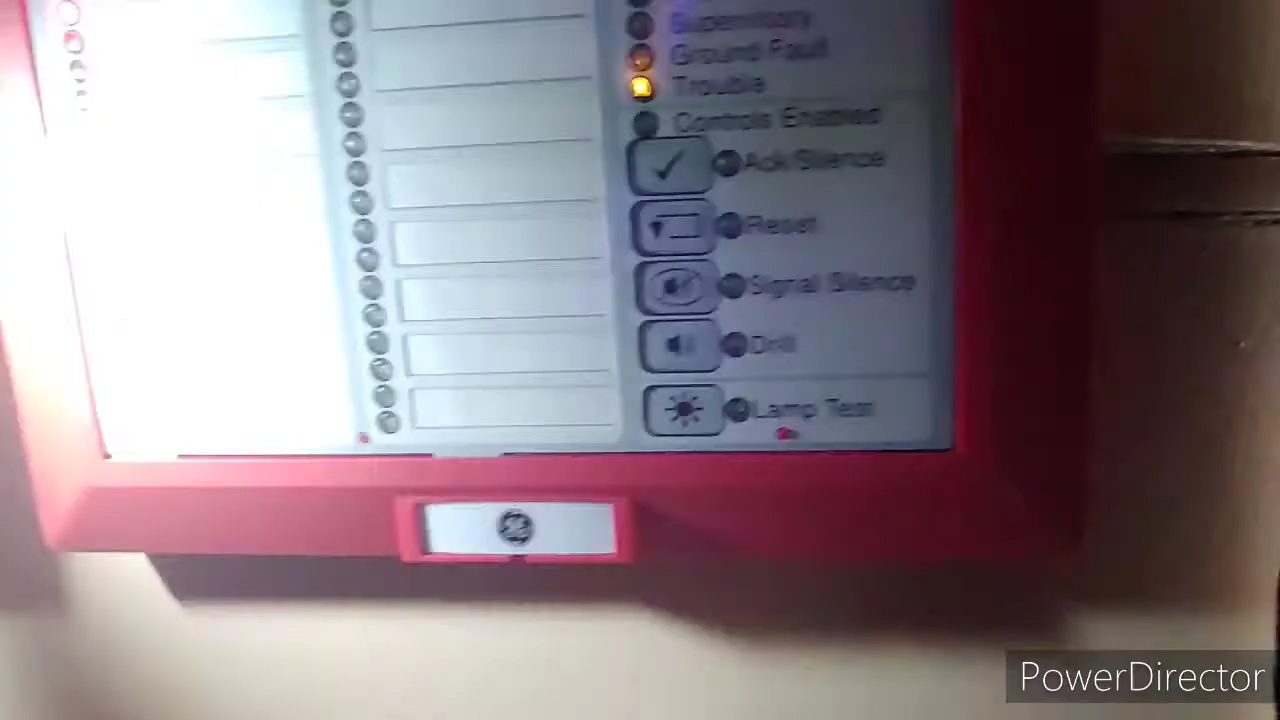 Supervisory
Ground Fault
Trouble
Controls Enabled
Ack/Silence
Reset
Signal Silence
Drill
Lamp Test
PowerDirector